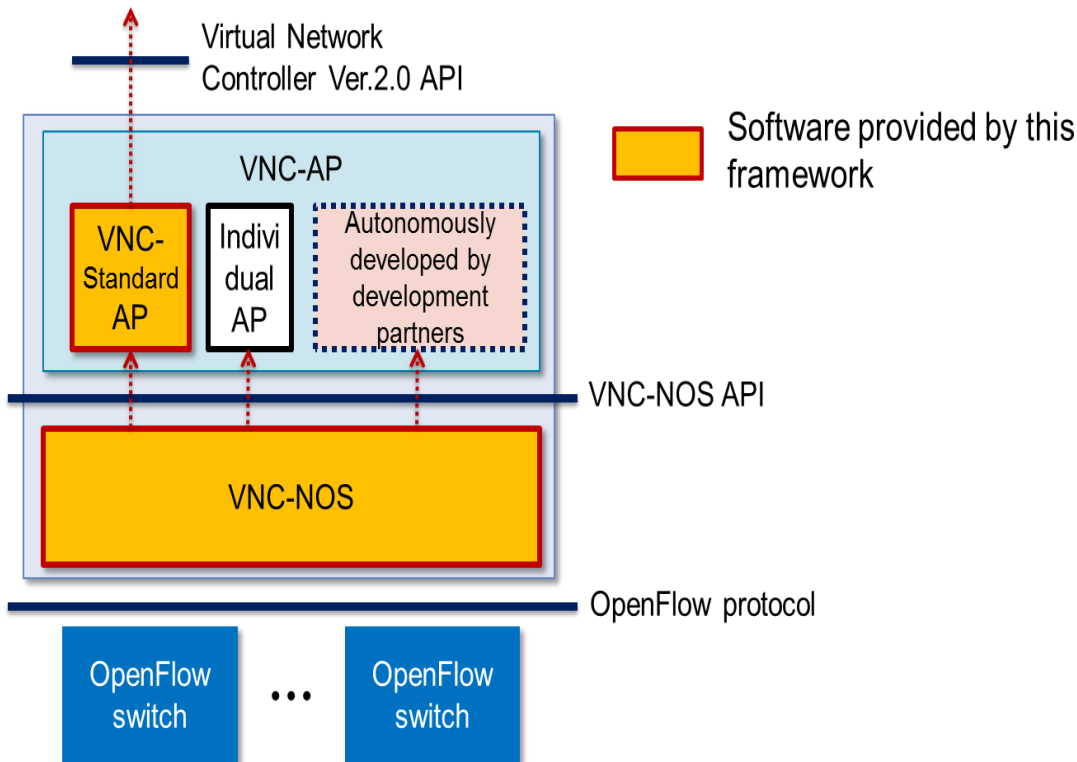 Virtual Network
Controller Ver.2.0 API
Software provided by this
framework
VNC-AP
VNC-
Standard
AP
Indivi
dual
AP
Autonomously
developed by
development
partners
VNC-NOS API
VNC-NOS
OpenFlow protocol
OpenFlow
switch
...
OpenFlow
switch